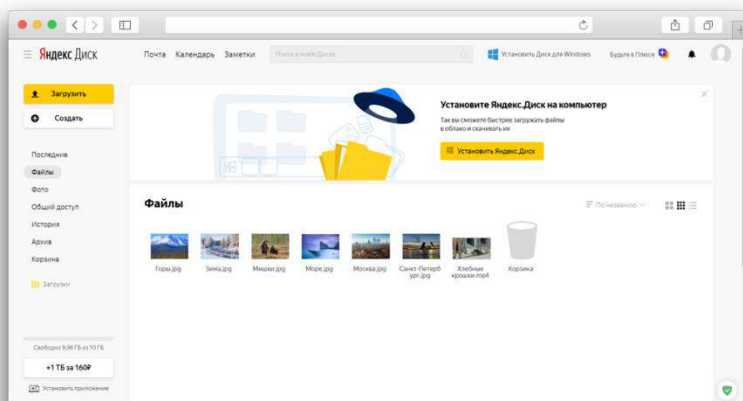 Яндекс Диск
Почта Календарь Заметки
Поиск в моём Диске
Установить Диск для Windows
Будьте в Плюсе
Загрузить
Создать
Последние
Файлы
Фото
Общий доступ
История
Архив
Корзина
Загрузки
Установите Яндекс.Диск на компьютер
Так вы сможете быстрее загружать файлы
в облако и скачивать их
Установить Яндекс.Диск
Файлы
По названию
Горы.jpg
Зима.jpg
Мишки.jpg
Море.jpg
Москва.jpg
Санкт-Петерб
ург.jpg
Хлебные
крошки.mp4
Корзина
Свободно 9,96 ГБ из 10 ГБ
+1 ТБ за 160₽
Установить приложение